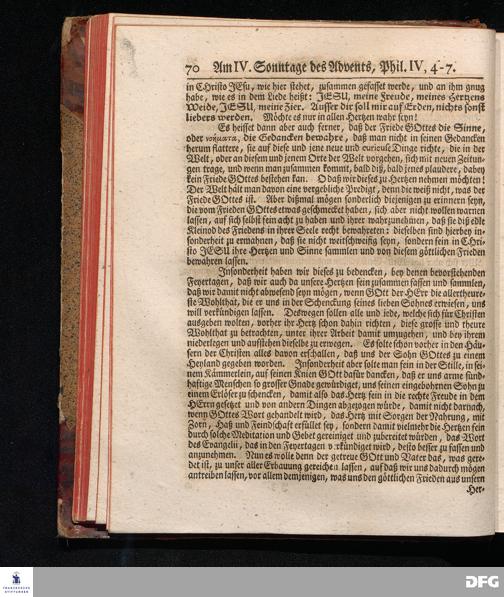 70 Am IV. Sonntage des Advents, Phil. IV, 4-7.
in CHristo JEsu, wie hier stehet, zusammen gefasset werde, und an ihm gnug
habe, wie es in dem Liede heißt: JESU, meine Freude, meines Hertzens
Weide, JESU, meine Zier. Ausser dir soll mir auf Erden, nichts sonst
liebers werden. Möchte es nur in allen Hertzen wahr seyn!
Es heisset dann aber auch ferner, daß der Friede GOttes die Sinne,
oder νοήματα, die Gedancken bewahre, daß man nicht in seinen Gedancken
herum flattere, sie auf diese und jene neue und curieuse Dinge richte, die in der
Welt, oder an diesem und jenem Orte der Welt vorgehen, sich mit neuen Zeitun-
gen trage, und wenn man zusammen kommt, bald diß, bald jenes plaudere, dabey
kein Friede GOttes bestehen kan. O daß wir dieses zu Hertzen nehmen möchten!
Der Welt hält man davon eine vergebliche Predigt, denn die weiß nicht, was der
Friede GOttes ist. Aber dißmal mögen sonderlich diejenigen zu erinnern seyn,
die vom Frieden GOttes etwas geschmecket haben, sich aber nicht wollen warnen
lassen, auf sich selbst fein acht zu haben und ihrer wahrzunehmen, daß sie diß edle
Kleinod des Friedens in ihrer Seele recht bewahreten: dieselben sind hierbey in-
sonderheit zu ermahnen, daß sie nicht weitschweifig seyn, sondern fein in CHri-
sto JESU ihre Hertzen und Sinne sammlen und von diesem göttlichen Frieden
bewahren lassen.
Jnsonderheit haben wir dieses zu bedencken, bey denen bevorstehenden
Feyertagen, daß wir auch da unsere Hertzen fein zusammen fassen und sammlen,
daß wir damit nicht abwesend seyn mögen, wenn GOtt der HErr die allertheure-
ste Wohlthat, die er uns in der Schenckung seines lieben Sohnes erwiesen, uns
will verkündigen lassen. Deswegen sollen alle und jede, welche sich für Christen
ausgeben wolten, vorher ihr Hertz schon dahin richten, diese grosse und theure
Wohlthat zu betrachten, unter ihrer Arbeit damit umzugehen, und bey ihrem
niederlegen und aufstehen dieselbe zu erwegen. Es solte schon vorher in den Häu-
sern der Christen alles davon erschallen, daß uns der Sohn GOttes zu einem
Heyland gegeben worden. Jnsonderheit aber solte man fein in der Stille, in sei-
nem Kämmerlein, auf seinen Knien GOtt dafür dancken, daß er uns arme sünd-
haftige Menschen so grosser Gnade gewürdiget, uns seinen eingebohrnen Sohn zu
einem Erlöser zu schencken, damit also das Hertz fein in die rechte Freude in dem
HErrn gesetzet und von andern Dingen abgezogen würde, damit nicht darnach,
wenn GOttes Wort gehandelt wird, das Hertz mit Sorgen der Nahrung, mit
Zorn, Haß und Feindschaft erfüllet sey, sondern damit vielmehr die Hertzen fein
durch solche Meditation und Gebet gereiniget und zubereitet würden, das Wort
des Evangelii, das in den Feyertagen verkündiget wird, desto besser zu fassen und
anzunehmen. Nun es wolle denn der getreue GOtt und Vater das, was gere-
det ist, zu unser aller Erbauung gereichen lassen, auf daß wir uns dadurch mögen
antreiben lassen, vor allem demjenigen, was uns den göttlichen Frieden aus unsern
Her-
FRANCKESCHE
STIFTUNGEN
DFG